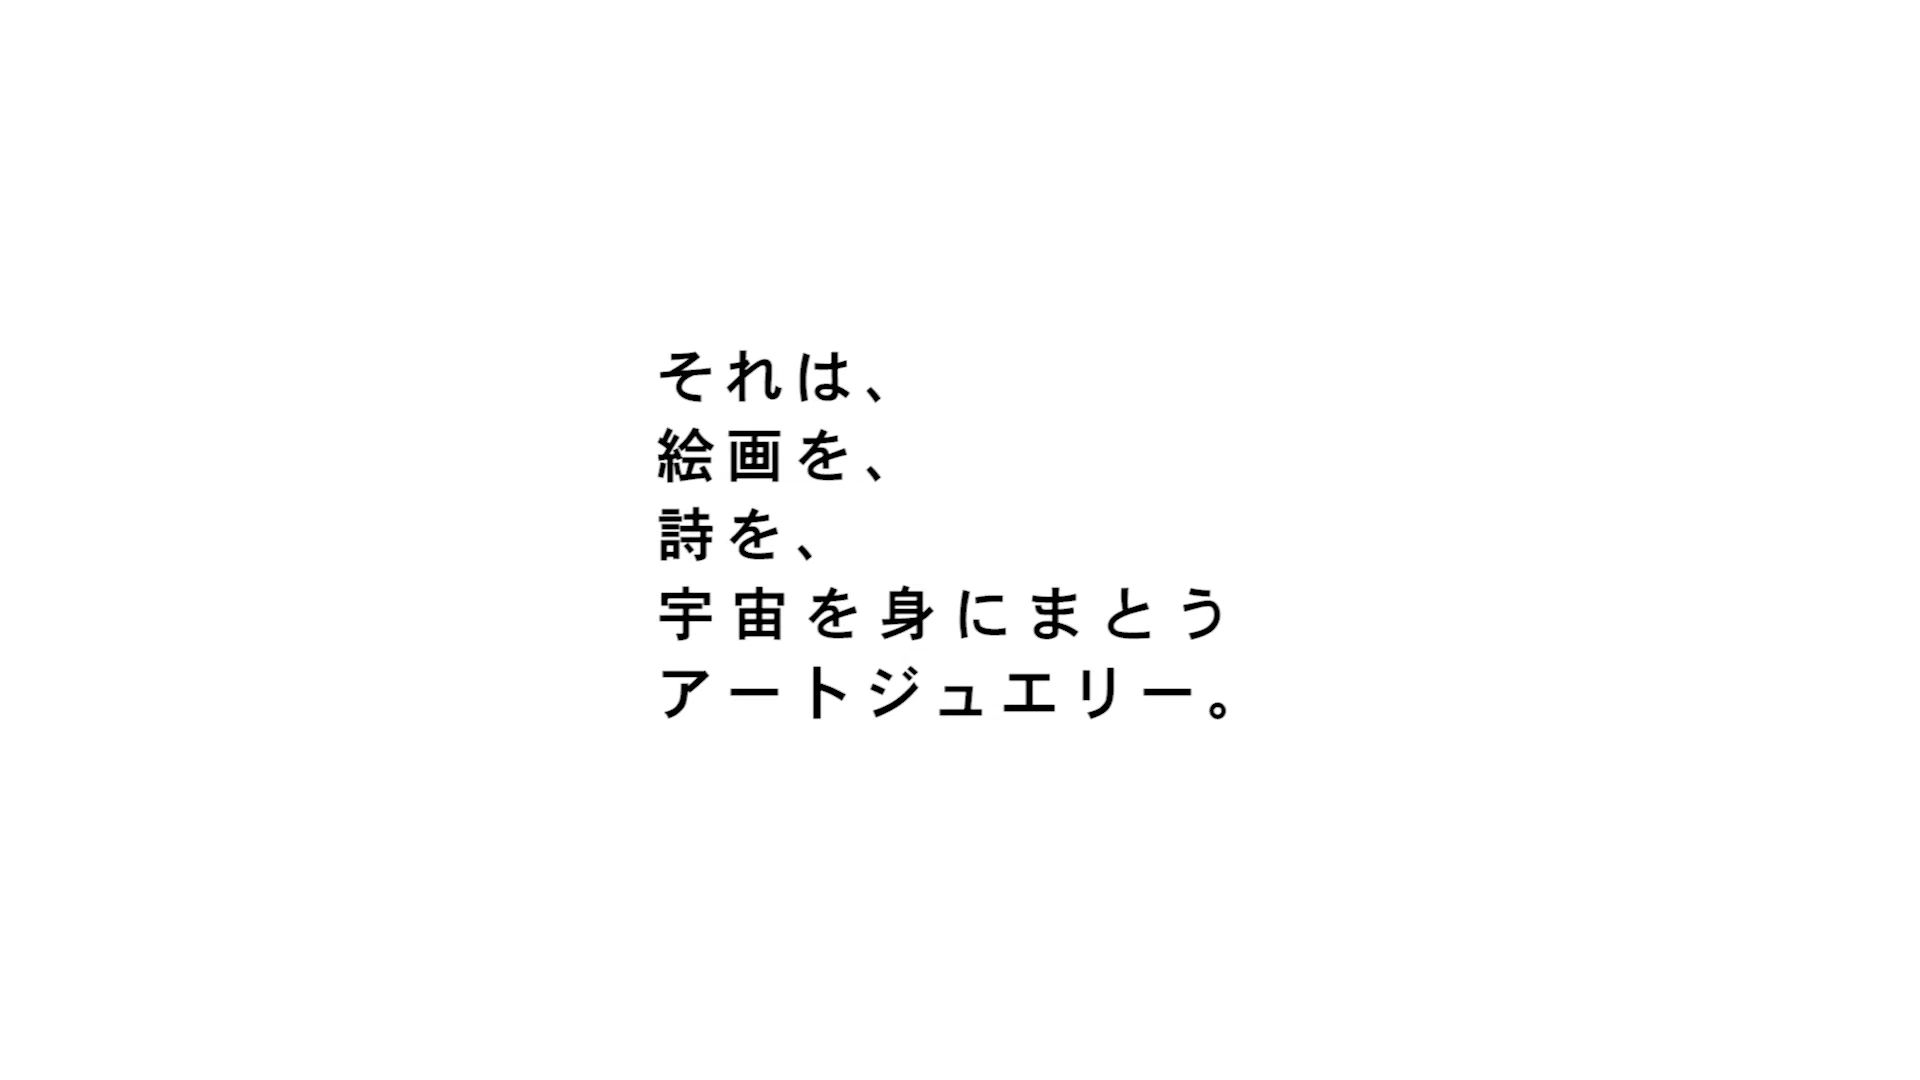 それは、
絵画を、
詩を、
宇宙を身にまとう
アートジュエリー。